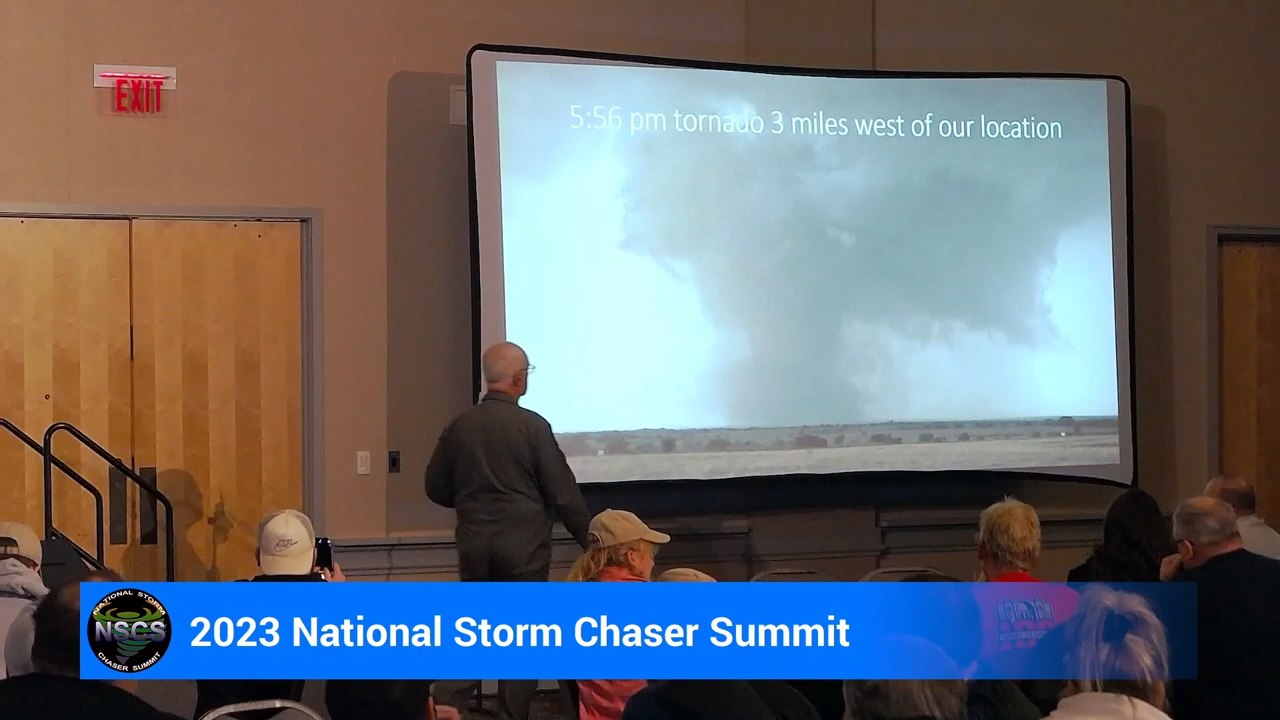 EXIT
5:56 pm tornado 3 miles west of our location
NATIONAL STORM
NSCS
CHASER SUMMIT
2023 National Storm Chaser Summit